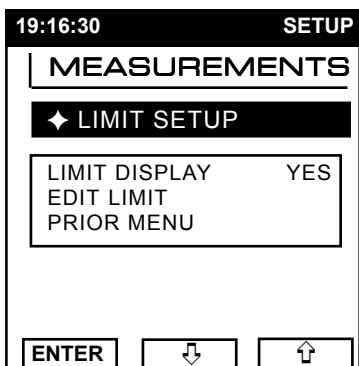 19:16:30 SETUP
MEASUREMENTS
✦ LIMIT SETUP
LIMIT DISPLAY YES
EDIT LIMIT
PRIOR MENU
ENTER ⇩ ⇧